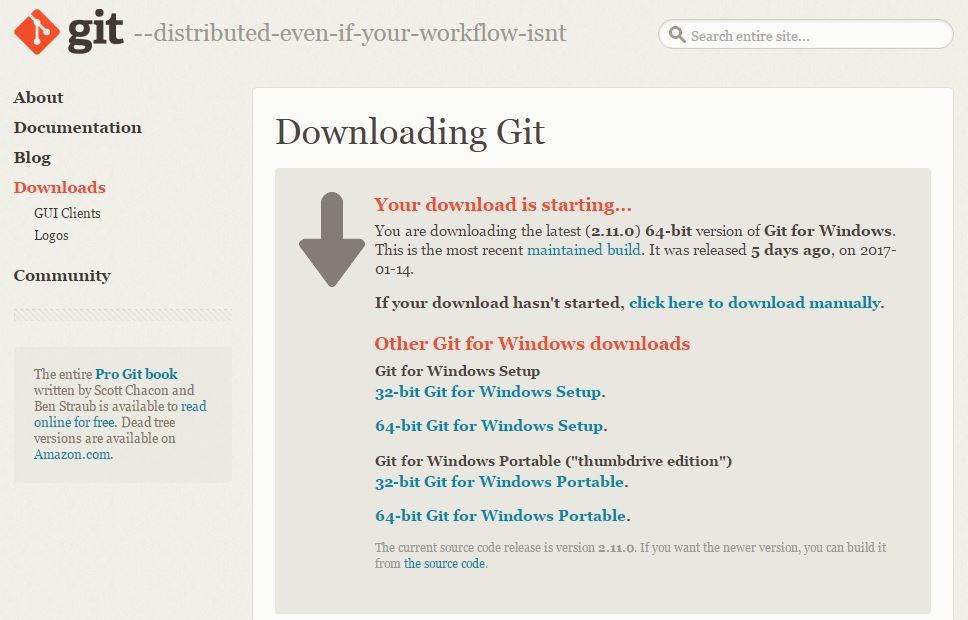 git --distributed-even-if-your-workflow-isnt
Search entire site...
About
Documentation
Blog
Downloads
GUI Clients
Logos
Community
The entire Pro Git book
written by Scott Chacon and
Ben Straub is available to read
online for free. Dead tree
versions are available on
Amazon.com.
Downloading Git
Your download is starting...
You are downloading the latest (2.11.0) 64-bit version of Git for Windows.
This is the most recent maintained build. It was released 5 days ago, on 2017-
01-14.
If your download hasn't started, click here to download manually.
Other Git for Windows downloads
Git for Windows Setup
32-bit Git for Windows Setup.
64-bit Git for Windows Setup.
Git for Windows Portable ("thumbdrive edition")
32-bit Git for Windows Portable.
64-bit Git for Windows Portable.
The current source code release is version 2.11.0. If you want the newer version, you can build it
from the source code.